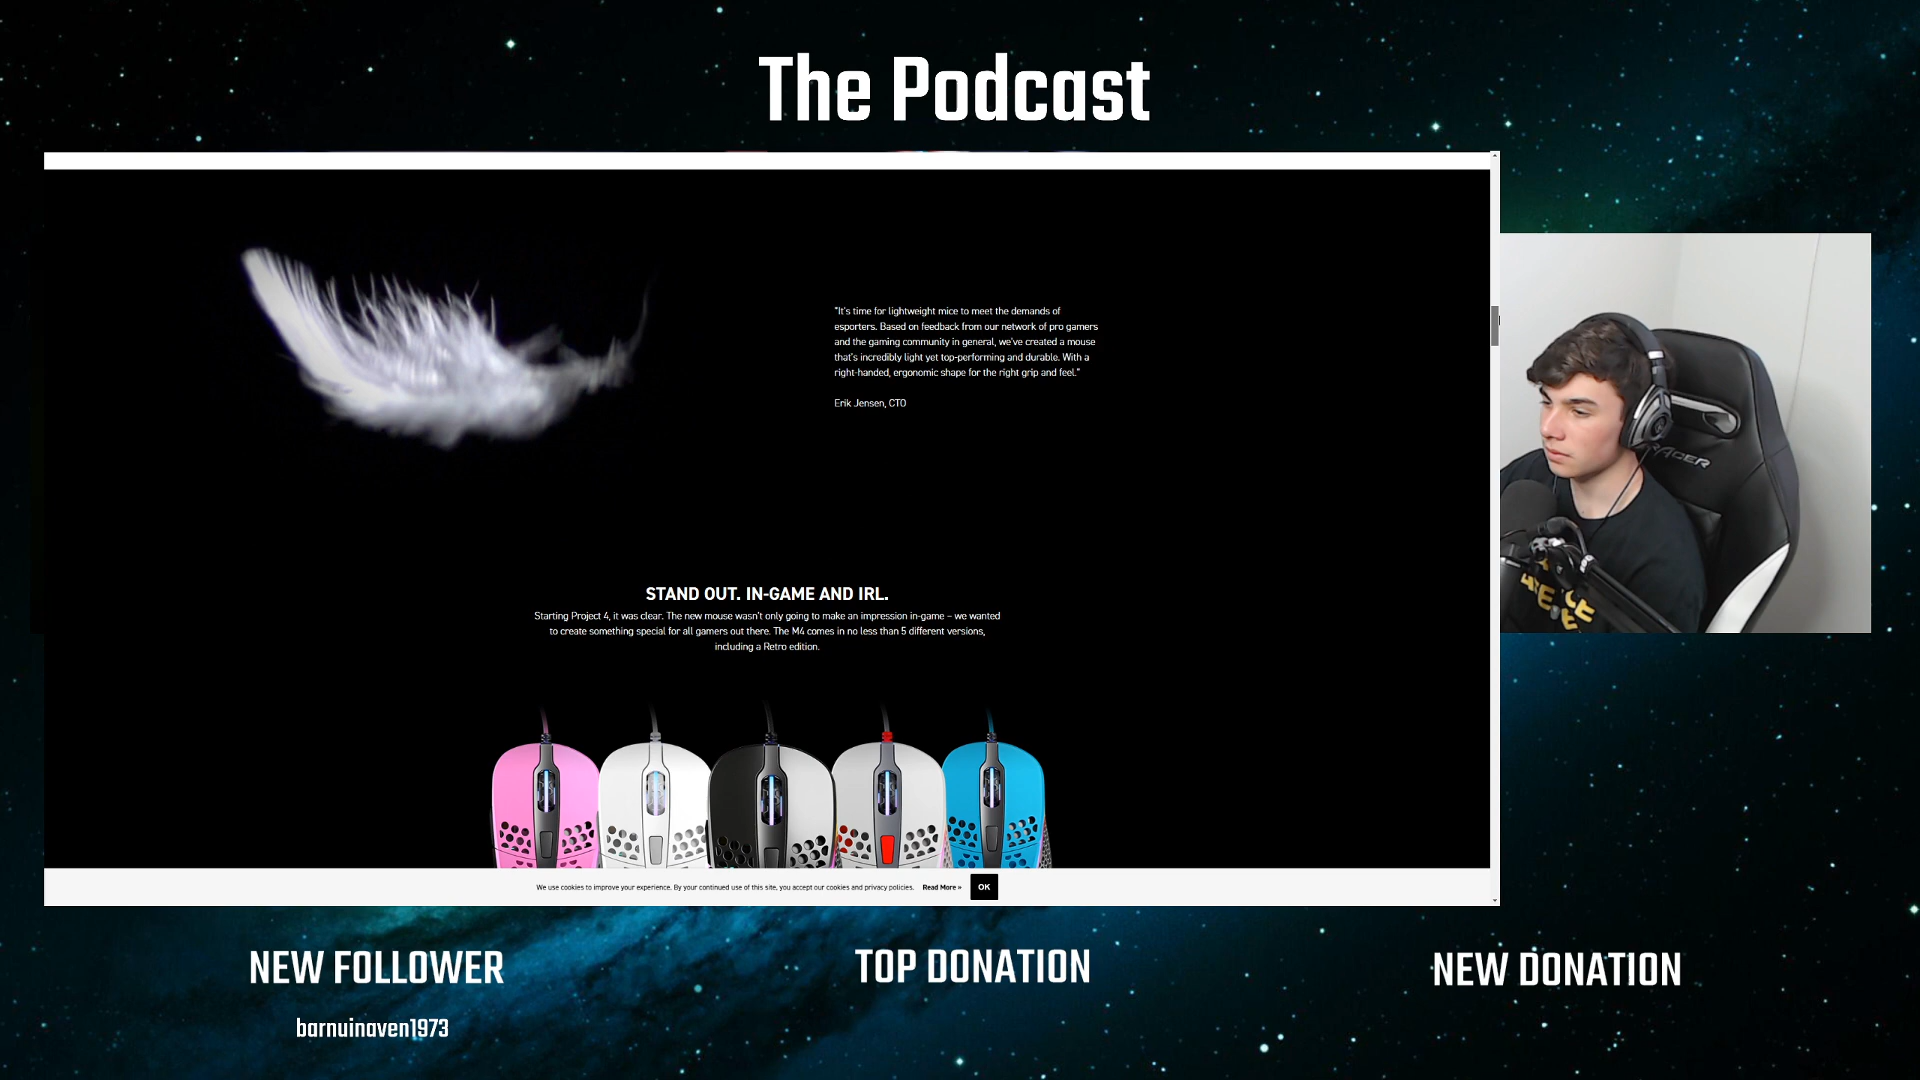 The Podcast
"It's time for lightweight mice to meet the demands of
esporters. Based on feedback from our network of pro gamers
and the gaming community in general, we've created a mouse
that's incredibly light yet top-performing and durable. With a
right-handed, ergonomic shape for the right grip and feel."
Erik Jensen, CTO
STAND OUT. IN-GAME AND IRL.
Starting Project 4, it was clear. The new mouse wasn't only going to make an impression in-game – we wanted
to create something special for all gamers out there. The M4 comes in no less than 5 different versions,
including a Retro edition.
We use cookies to improve your experience. By your continued use of this site, you accept our cookies and privacy policies. Read More » OK
NEW FOLLOWER
TOP DONATION
NEW DONATION
barnuinaven1973